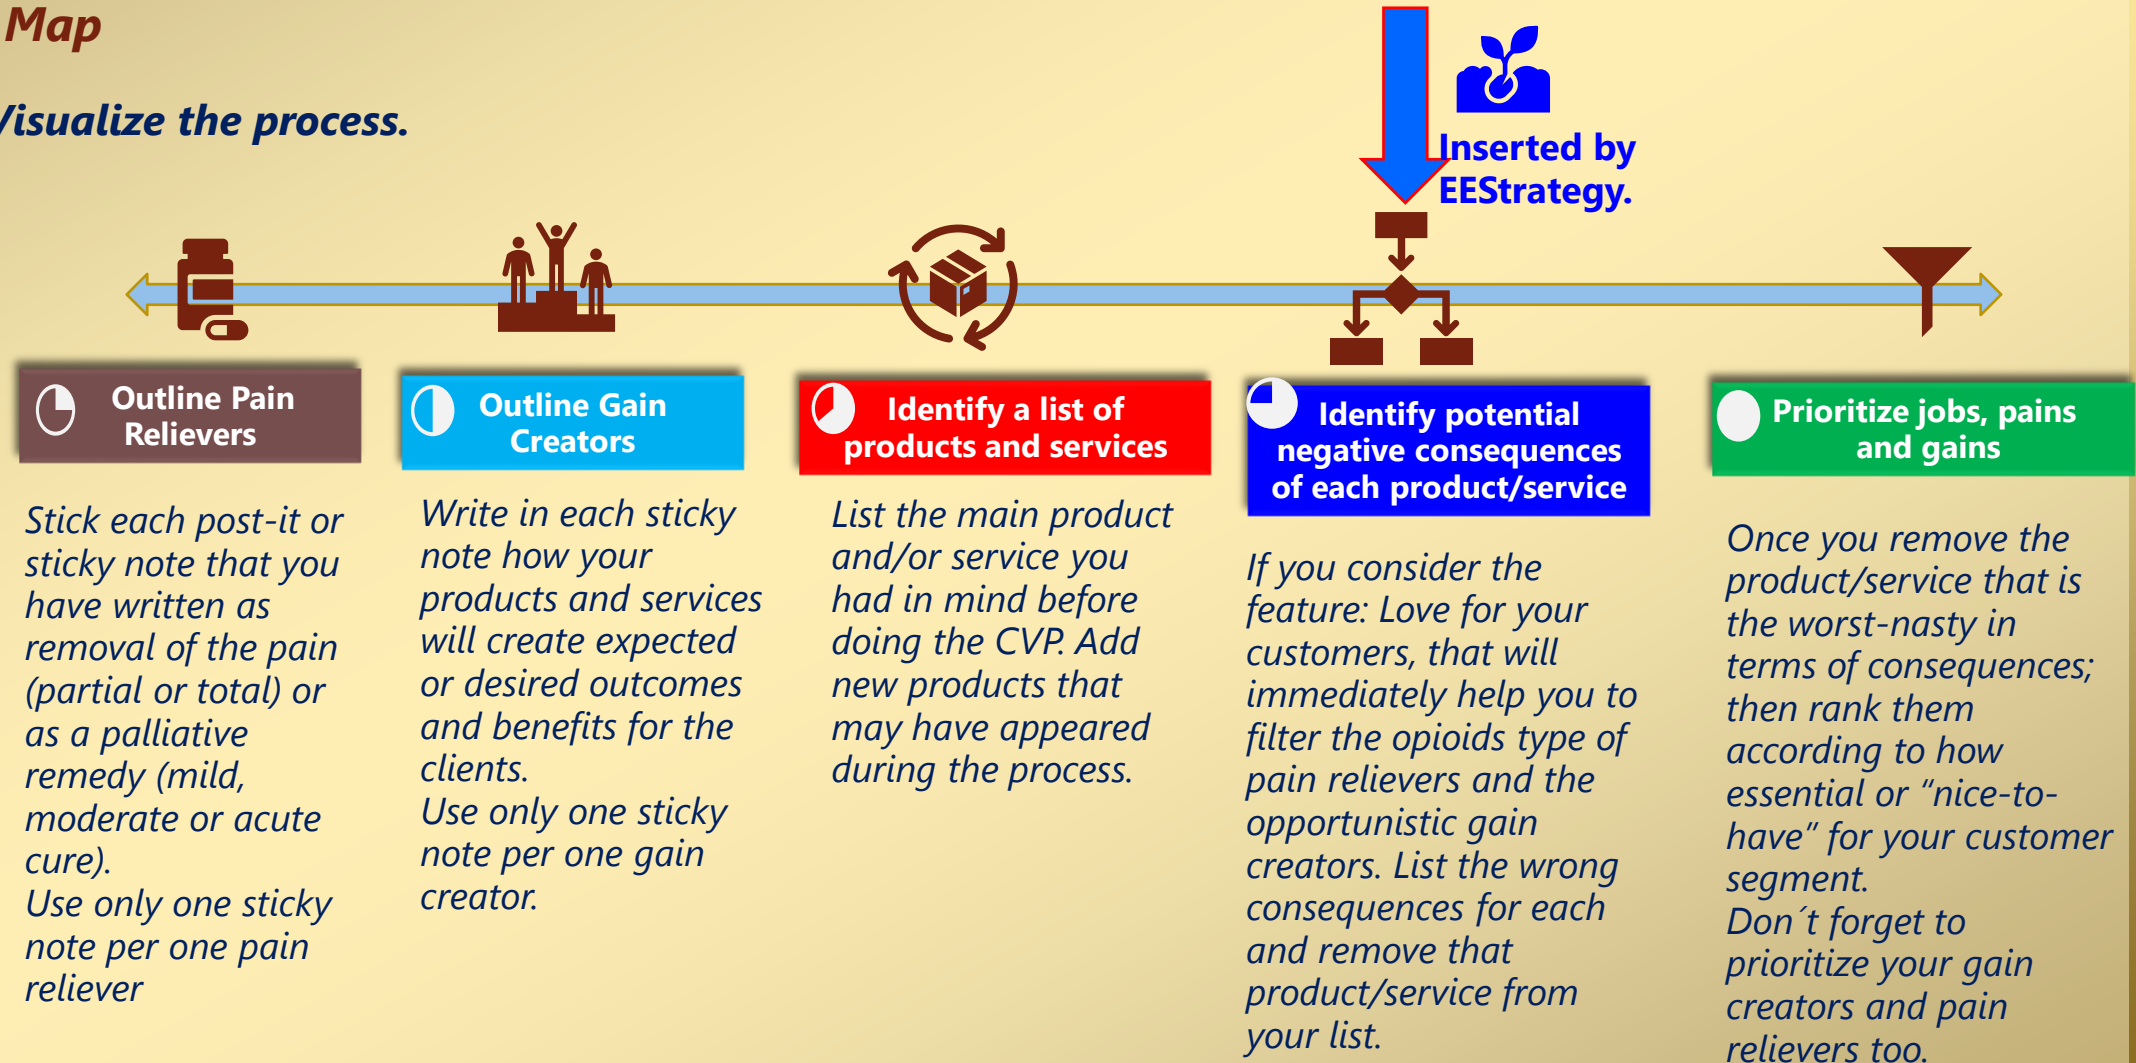 Map
Visualize the process.
Inserted by
EEStrategy.
Outline Pain
Relievers
Stick each post-it or
sticky note that you
have written as
removal of the pain
(partial or total) or
as a palliative
remedy (mild,
moderate or acute
cure).
Use only one sticky
note per one pain
reliever
Outline Gain
Creators
Write in each sticky
note how your
products and services
will create expected
or desired outcomes
and benefits for the
clients.
Use only one sticky
note per one gain
creator.
Identify a list of
products and services
List the main product
and/or service you
had in mind before
doing the CVP. Add
new products that
may have appeared
during the process.
Identify potential
negative consequences
of each product/service
If you consider the
feature: Love for your
customers, that will
immediately help you to
filter the opioids type of
pain relievers and the
opportunistic gain
creators. List the wrong
consequences for each
and remove that
product/service from
your list.
Prioritize jobs, pains
and gains
Once you remove the
product/service that is
the worst-nasty in
terms of consequences;
then rank them
according to how
essential or “nice-to-
have” for your customer
segment.
Don´t forget to
prioritize your gain
creators and pain
relievers too.